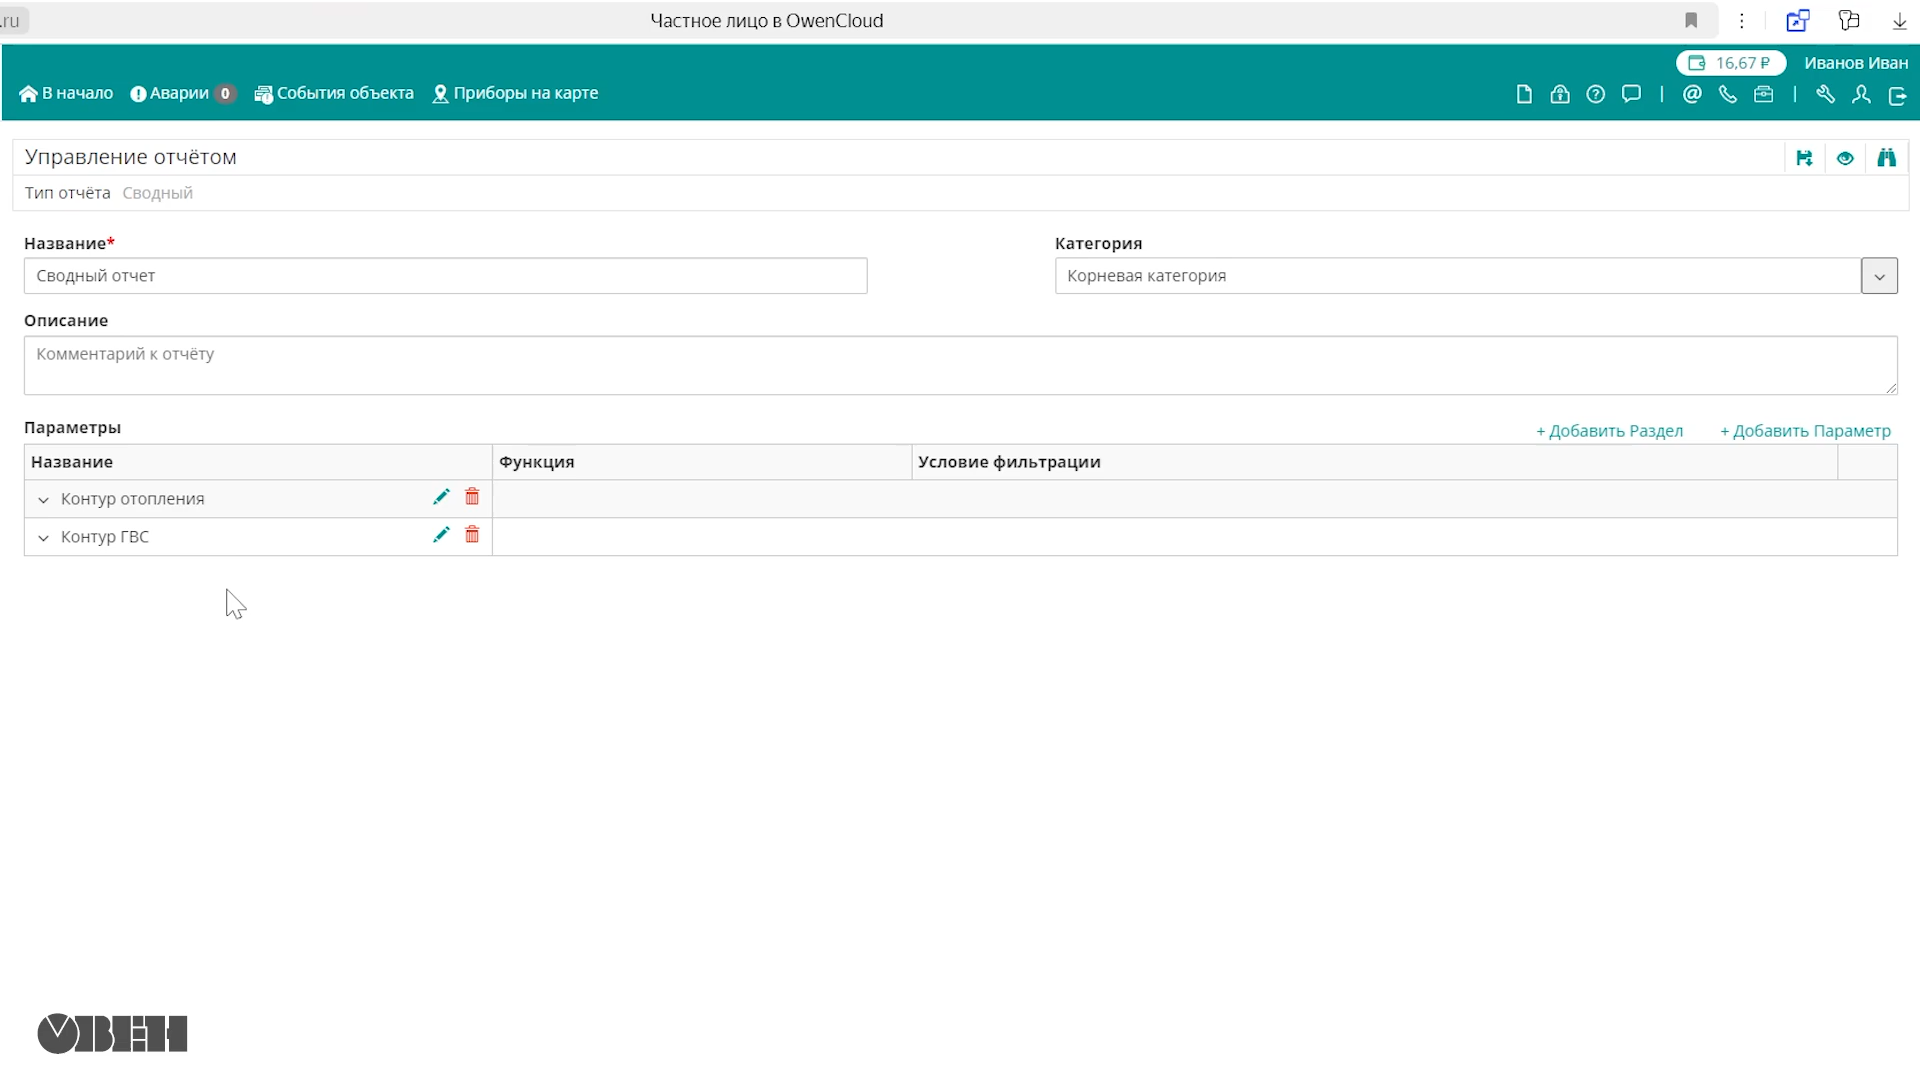 .ru
Частное лицо в OwenCloud
16,67 ₽ Иванов Иван
В начало Аварии 0 События объекта Приборы на карте
Управление отчётом
Тип отчёта Сводный
Название* Категория
Сводный отчет Корневая категория
Описание
Комментарий к отчёту
Параметры + Добавить Раздел + Добавить Параметр
Название Функция Условие фильтрации
Контур отопления
Контур ГВС
ОВЕН